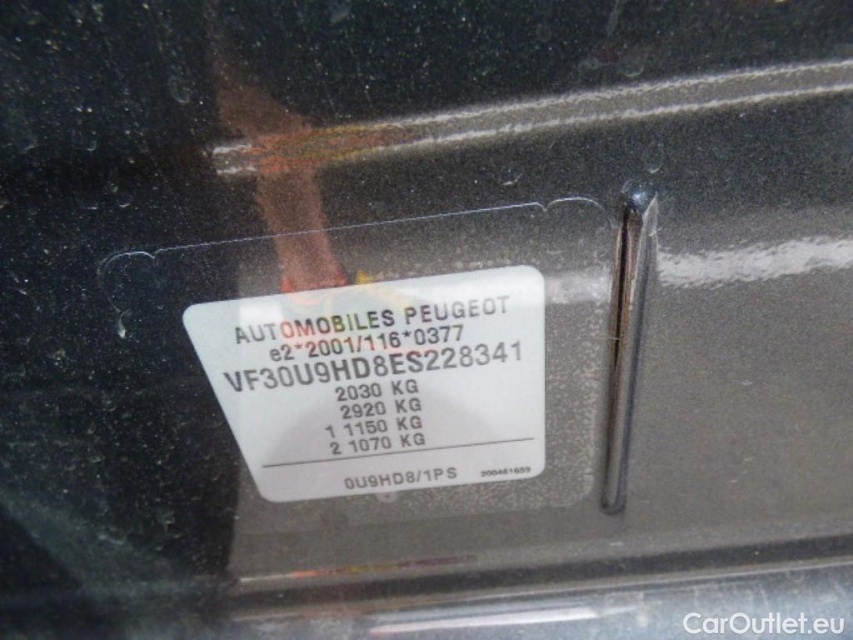 AUTOMOBILES PEUGEOT
e2*2001/116*0377
VF30U9HD8ES228341
2030 KG
2920 KG
1 1150 KG
2 1070 KG
0U9HD8/1PS 200461659
CarOutlet.eu